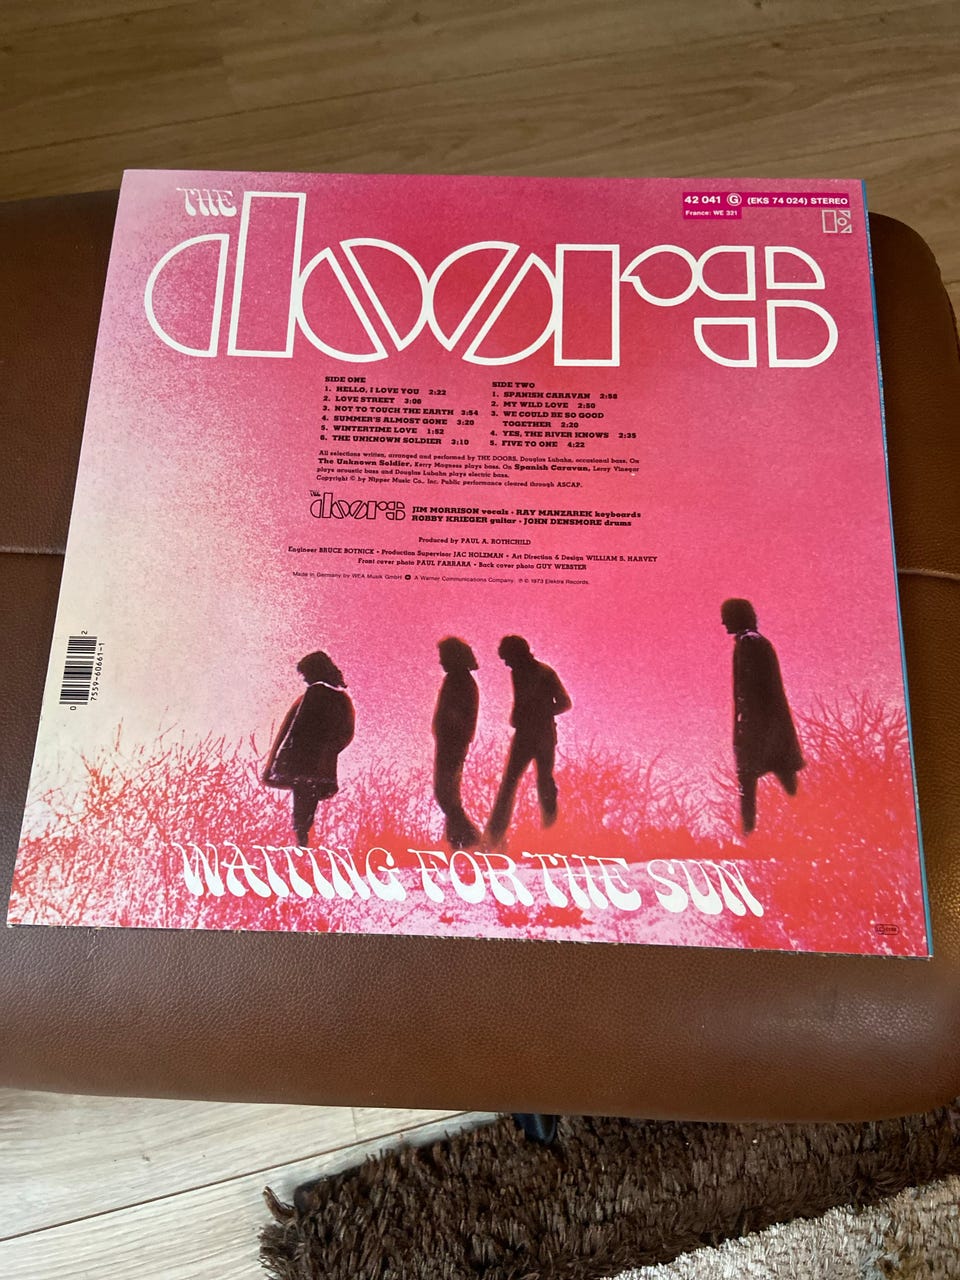 THE
doors
42 041 G (EKS 74 024) STEREO
France: WE 321
SIDE ONE
1. HELLO, I LOVE YOU 2:22
2. LOVE STREET 3:06
3. NOT TO TOUCH THE EARTH 3:54
4. SUMMER'S ALMOST GONE 3:20
5. WINTERTIME LOVE 1:52
6. THE UNKNOWN SOLDIER 3:10
SIDE TWO
1. SPANISH CARAVAN 2:58
2. MY WILD LOVE 2:50
3. WE COULD BE SO GOOD
TOGETHER 2:20
4. YES, THE RIVER KNOWS 2:35
5. FIVE TO ONE 4:22
All selections written, arranged and performed by THE DOORS. Douglas Lubahn, occasional bass. On
The Unknown Soldier, Kerry Magness plays bass. On Spanish Caravan, Leroy Vinegar
plays acoustic bass and Douglas Lubahn plays electric bass.
Copyright © by Nipper Music Co., Inc. Public performance cleared through ASCAP.
THE doors
JIM MORRISON vocals • RAY MANZAREK keyboards
ROBBY KRIEGER guitar • JOHN DENSMORE drums
Produced by PAUL A. ROTHCHILD
Engineer BRUCE BOTNICK • Production Supervisor JAC HOLZMAN • Art Direction & Design WILLIAM S. HARVEY
Front cover photo PAUL FARRARA • Back cover photo GUY WEBSTER
Made in Germany by WEA Musik GmbH A Warner Communications Company. ℗ © 1973 Elektra Records.
0 7559-60661-1 2
WAITING FOR THE SUN